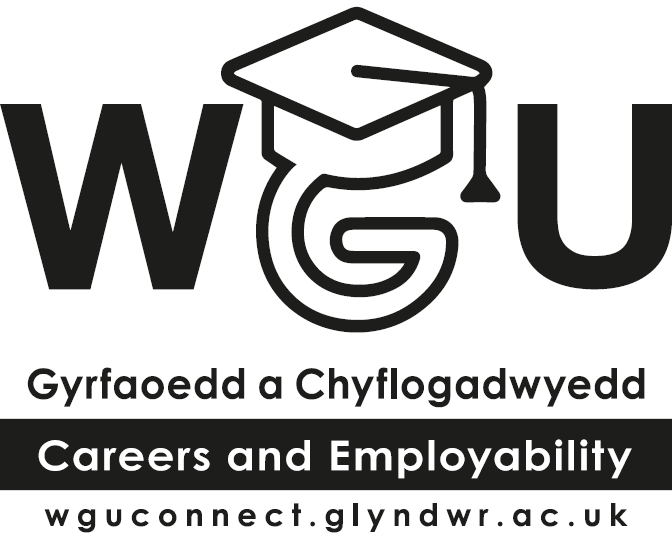 WGU
Gyrfaoedd a Chyflogadwyedd
Careers and Employability
wguconnect.glyndwr.ac.uk